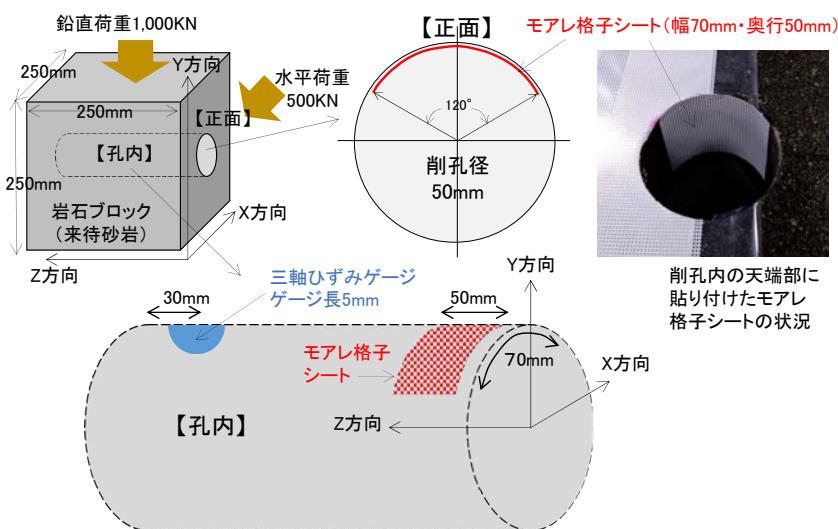 鉛直荷重1,000KN
250mm
Y方向
水平荷重
500KN
250mm
【正面】
【孔内】
250mm
岩石ブロック
（来待砂岩）
X方向
Z方向
【正面】
モアレ格子シート（幅70mm・奥行50mm）
120°
削孔径
50mm
削孔内の天端部に
貼り付けたモアレ
格子シートの状況
三軸ひずみゲージ
ゲージ長5mm
30mm
50mm
Y方向
モアレ格子
シート
70mm
X方向
【孔内】
Z方向